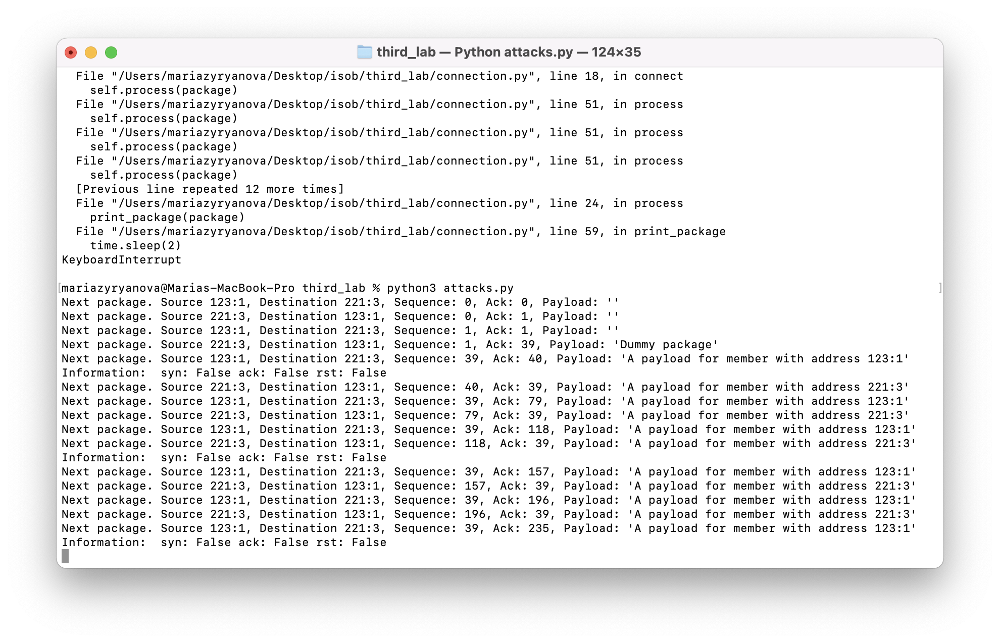 third_lab — Python attacks.py — 124×35
  File "/Users/mariazyryanova/Desktop/isob/third_lab/connection.py", line 18, in connect
    self.process(package)
  File "/Users/mariazyryanova/Desktop/isob/third_lab/connection.py", line 51, in process
    self.process(package)
  File "/Users/mariazyryanova/Desktop/isob/third_lab/connection.py", line 51, in process
    self.process(package)
  File "/Users/mariazyryanova/Desktop/isob/third_lab/connection.py", line 51, in process
    self.process(package)
  [Previous line repeated 12 more times]
  File "/Users/mariazyryanova/Desktop/isob/third_lab/connection.py", line 24, in process
    print_package(package)
  File "/Users/mariazyryanova/Desktop/isob/third_lab/connection.py", line 59, in print_package
    time.sleep(2)
KeyboardInterrupt
[mariazyryanova@Marias-MacBook-Pro third_lab % python3 attacks.py ]
Next package. Source 123:1, Destination 221:3, Sequence: 0, Ack: 0, Payload: ''
Next package. Source 221:3, Destination 123:1, Sequence: 0, Ack: 1, Payload: ''
Next package. Source 123:1, Destination 221:3, Sequence: 1, Ack: 1, Payload: ''
Next package. Source 221:3, Destination 123:1, Sequence: 1, Ack: 39, Payload: 'Dummy package'
Next package. Source 123:1, Destination 221:3, Sequence: 39, Ack: 40, Payload: 'A payload for member with address 123:1'
Information:  syn: False ack: False rst: False
Next package. Source 221:3, Destination 123:1, Sequence: 40, Ack: 39, Payload: 'A payload for member with address 221:3'
Next package. Source 123:1, Destination 221:3, Sequence: 39, Ack: 79, Payload: 'A payload for member with address 123:1'
Next package. Source 221:3, Destination 123:1, Sequence: 79, Ack: 39, Payload: 'A payload for member with address 221:3'
Next package. Source 123:1, Destination 221:3, Sequence: 39, Ack: 118, Payload: 'A payload for member with address 123:1'
Next package. Source 221:3, Destination 123:1, Sequence: 118, Ack: 39, Payload: 'A payload for member with address 221:3'
Information:  syn: False ack: False rst: False
Next package. Source 123:1, Destination 221:3, Sequence: 39, Ack: 157, Payload: 'A payload for member with address 123:1'
Next package. Source 221:3, Destination 123:1, Sequence: 157, Ack: 39, Payload: 'A payload for member with address 221:3'
Next package. Source 123:1, Destination 221:3, Sequence: 39, Ack: 196, Payload: 'A payload for member with address 123:1'
Next package. Source 221:3, Destination 123:1, Sequence: 196, Ack: 39, Payload: 'A payload for member with address 221:3'
Next package. Source 123:1, Destination 221:3, Sequence: 39, Ack: 235, Payload: 'A payload for member with address 123:1'
Information:  syn: False ack: False rst: False